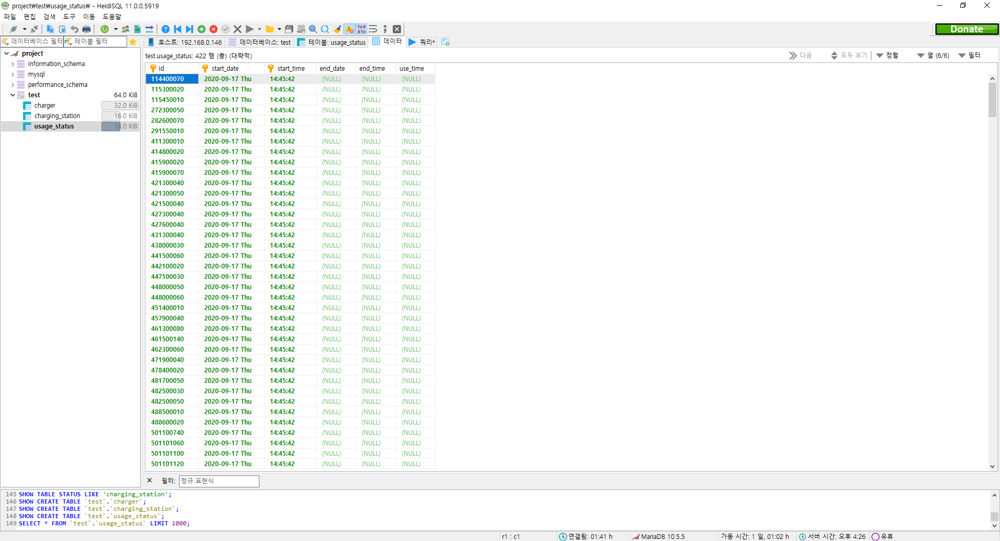 project₩test₩usage_status₩ - HeidiSQL 11.0.0.5919
파일 편집 검색 도구 이동 도움말
Donate
데이터베이스 필터 테이블 필터
호스트: 192.168.0.146 데이터베이스: test 테이블: usage_status 데이터 쿼리*
project
information_schema
mysql
performance_schema
test 64.0 KiB
charger 32.0 KiB
charging_station 16.0 KiB
usage_status 16.0 KiB
test.usage_status: 422 행 (총) (대략적) 다음 모두 보기 정렬 열 (6/6) 필터
id start_date start_time end_date end_time use_time
114400070 2020-09-17 Thu 14:45:42 (NULL) (NULL) (NULL)
115300020 2020-09-17 Thu 14:45:42 (NULL) (NULL) (NULL)
115450010 2020-09-17 Thu 14:45:42 (NULL) (NULL) (NULL)
272300050 2020-09-17 Thu 14:45:42 (NULL) (NULL) (NULL)
282600070 2020-09-17 Thu 14:45:42 (NULL) (NULL) (NULL)
291550010 2020-09-17 Thu 14:45:42 (NULL) (NULL) (NULL)
411300010 2020-09-17 Thu 14:45:42 (NULL) (NULL) (NULL)
414800020 2020-09-17 Thu 14:45:42 (NULL) (NULL) (NULL)
415900020 2020-09-17 Thu 14:45:42 (NULL) (NULL) (NULL)
415900070 2020-09-17 Thu 14:45:42 (NULL) (NULL) (NULL)
421300040 2020-09-17 Thu 14:45:42 (NULL) (NULL) (NULL)
421300050 2020-09-17 Thu 14:45:42 (NULL) (NULL) (NULL)
421500040 2020-09-17 Thu 14:45:42 (NULL) (NULL) (NULL)
427300040 2020-09-17 Thu 14:45:42 (NULL) (NULL) (NULL)
427600040 2020-09-17 Thu 14:45:42 (NULL) (NULL) (NULL)
431300040 2020-09-17 Thu 14:45:42 (NULL) (NULL) (NULL)
438000030 2020-09-17 Thu 14:45:42 (NULL) (NULL) (NULL)
441500060 2020-09-17 Thu 14:45:42 (NULL) (NULL) (NULL)
442100020 2020-09-17 Thu 14:45:42 (NULL) (NULL) (NULL)
447100030 2020-09-17 Thu 14:45:42 (NULL) (NULL) (NULL)
448000050 2020-09-17 Thu 14:45:42 (NULL) (NULL) (NULL)
448000060 2020-09-17 Thu 14:45:42 (NULL) (NULL) (NULL)
451400010 2020-09-17 Thu 14:45:42 (NULL) (NULL) (NULL)
457900040 2020-09-17 Thu 14:45:42 (NULL) (NULL) (NULL)
461300080 2020-09-17 Thu 14:45:42 (NULL) (NULL) (NULL)
461500140 2020-09-17 Thu 14:45:42 (NULL) (NULL) (NULL)
462300060 2020-09-17 Thu 14:45:42 (NULL) (NULL) (NULL)
471900040 2020-09-17 Thu 14:45:42 (NULL) (NULL) (NULL)
478400020 2020-09-17 Thu 14:45:42 (NULL) (NULL) (NULL)
481700050 2020-09-17 Thu 14:45:42 (NULL) (NULL) (NULL)
482500030 2020-09-17 Thu 14:45:42 (NULL) (NULL) (NULL)
482500050 2020-09-17 Thu 14:45:42 (NULL) (NULL) (NULL)
488500010 2020-09-17 Thu 14:45:42 (NULL) (NULL) (NULL)
488600020 2020-09-17 Thu 14:45:42 (NULL) (NULL) (NULL)
501100740 2020-09-17 Thu 14:45:42 (NULL) (NULL) (NULL)
501101060 2020-09-17 Thu 14:45:42 (NULL) (NULL) (NULL)
501101100 2020-09-17 Thu 14:45:42 (NULL) (NULL) (NULL)
501101120 2020-09-17 Thu 14:45:42 (NULL) (NULL) (NULL)
필터: 정규 표현식
145 SHOW TABLE STATUS LIKE 'charging_station';
146 SHOW CREATE TABLE `test`.`charger`;
147 SHOW CREATE TABLE `test`.`charging_station`;
148 SHOW CREATE TABLE `test`.`usage_status`;
149 SELECT * FROM `test`.`usage_status` LIMIT 1000;
r1 : c1 연결됨: 01:41 h MariaDB 10.5.5 가동 시간: 1 일, 01:02 h 서버 시간: 오후 4:26 유휴